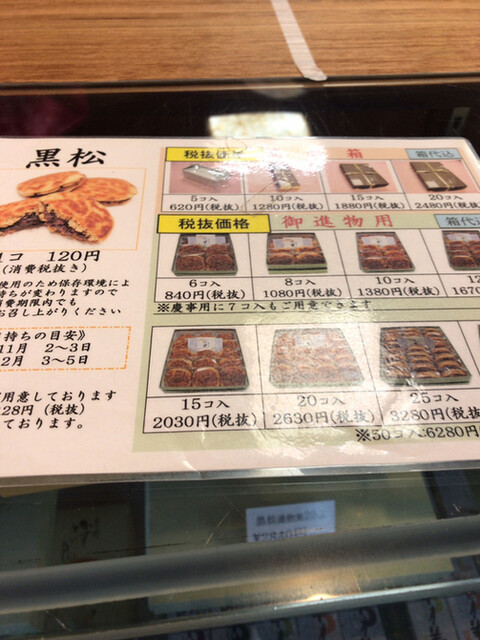 黒松
コ 120円
(消費税抜き)
使用のため保存環境によ
持ちが変わりますので
消費期限内でも
お召し上がりください
持ちの目安》
11月 2〜3日
2月 3〜5日
用意しております
28円 (税抜)
ております。
税抜価格 箱 箱代込
5コ入 10コ入 15コ入 20コ入
620円(税抜) 1280円(税抜) 1880円(税抜) 2480円(税抜)
税抜価格 御進物用 箱代込
6コ入 8コ入 10コ入 12コ
840円(税抜) 1080円(税抜) 1380円(税抜) 1670
※慶事用に7コ入もご用意できます
15コ入 20コ入 25コ入
2030円(税抜) 2630円(税抜) 3280円(税抜)
※50コ入:6280円